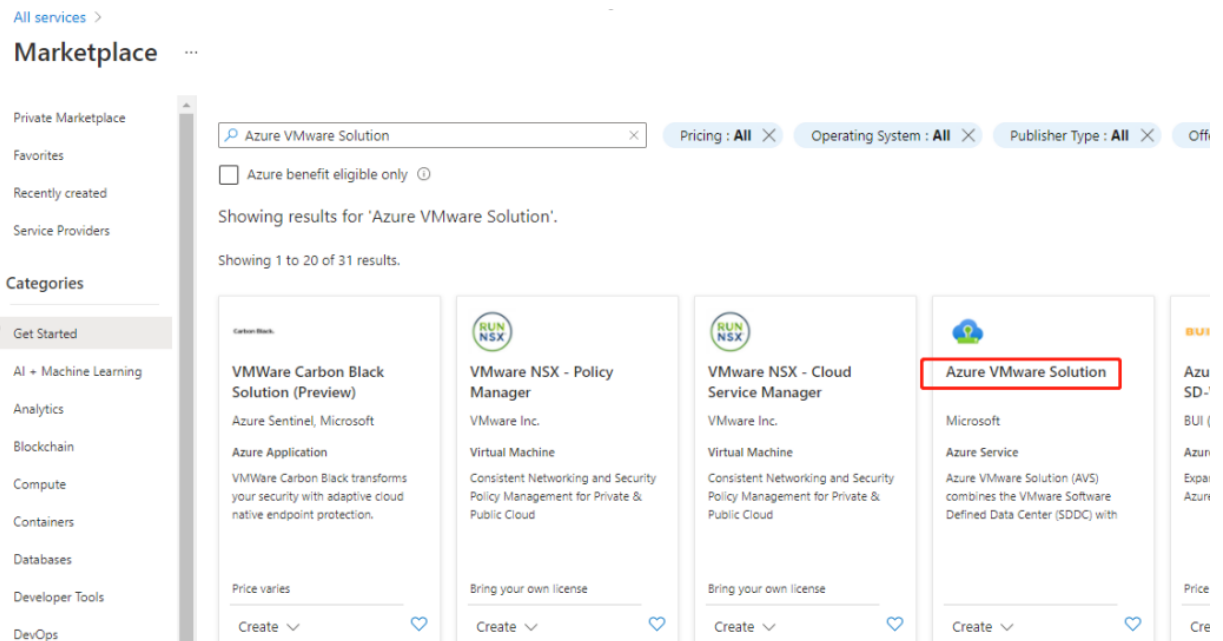 All services >
Marketplace ...
Private Marketplace
Favorites
Recently created
Service Providers
Categories
Get Started
AI + Machine Learning
Analytics
Blockchain
Compute
Containers
Databases
Developer Tools
DevOps
Azure VMware Solution
Pricing : All
Operating System : All
Publisher Type : All
Azure benefit eligible only
Showing results for 'Azure VMware Solution'.
Showing 1 to 20 of 31 results.
Carbon Black.
VMWare Carbon Black
Solution (Preview)
Azure Sentinel, Microsoft
Azure Application
VMWare Carbon Black transforms
your security with adaptive cloud
native endpoint protection.
Price varies
Create
RUN
NSX
VMware NSX - Policy
Manager
VMware Inc.
Virtual Machine
Consistent Networking and Security
Policy Management for Private &
Public Cloud
Bring your own license
Create
RUN
NSX
VMware NSX - Cloud
Service Manager
VMware Inc.
Virtual Machine
Consistent Networking and Security
Policy Management for Private &
Public Cloud
Bring your own license
Create
Azure VMware Solution
Microsoft
Azure Service
Azure VMware Solution (AVS)
combines the VMware Software
Defined Data Center (SDDC) with
Create
BUI
SD-
BUI (
Price